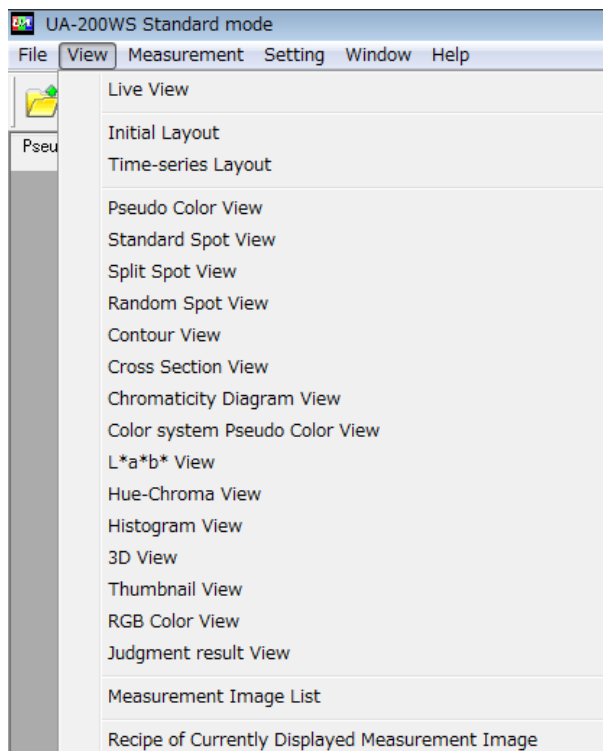 UA-200WS Standard mode
File View Measurement Setting Window Help
Live View
Initial Layout
Time-series Layout
Pseu
Pseudo Color View
Standard Spot View
Split Spot View
Random Spot View
Contour View
Cross Section View
Chromaticity Diagram View
Color system Pseudo Color View
L*a*b* View
Hue-Chroma View
Histogram View
3D View
Thumbnail View
RGB Color View
Judgment result View
Measurement Image List
Recipe of Currently Displayed Measurement Image